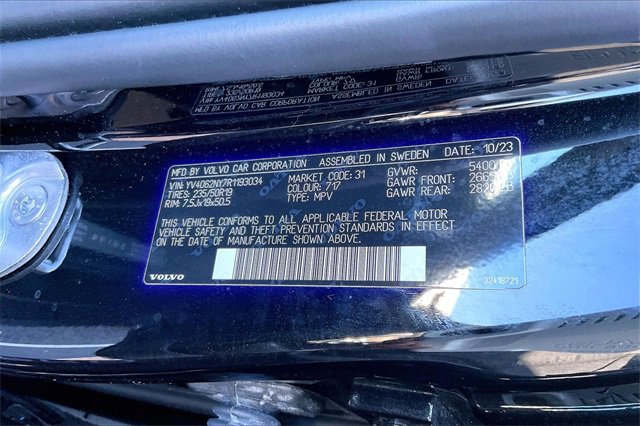 MFD BY VOLVO CAR CORPORATION ASSEMBLED IN SWEDEN DATE: 10/23
VIN: YV4062NY7R1193034 MARKET CODE: 31 GVWR:
TIRES: 235/50R19 COLOUR: 717 GAWR FRONT:
RIM: 7.5Jx19x50.5 TYPE: MPV GAWR REAR:
THIS VEHICLE CONFORMS TO ALL APPLICABLE FEDERAL MOTOR
VEHICLE SAFETY AND THEFT PREVENTION STANDARDS IN EFFECT
ON THE DATE OF MANUFACTURE SHOWN ABOVE.
VOLVO 32419721